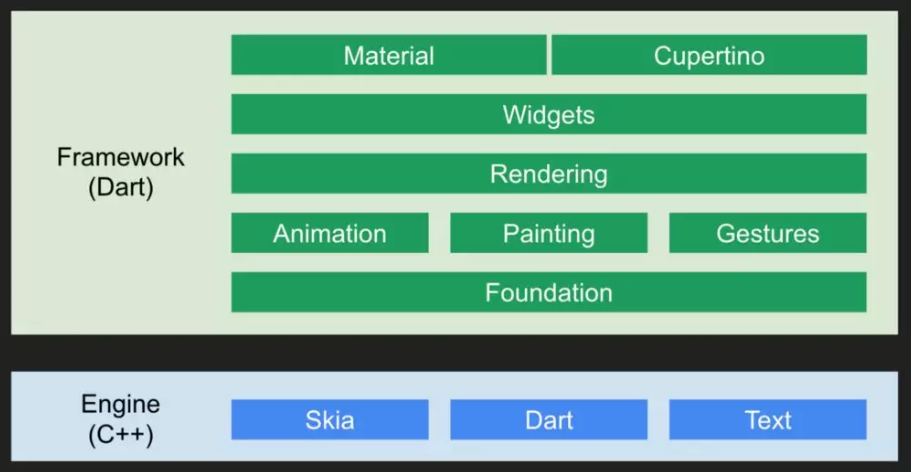 Framework
(Dart)
Material
Cupertino
Widgets
Rendering
Animation
Painting
Gestures
Foundation
Engine
(C++)
Skia
Dart
Text